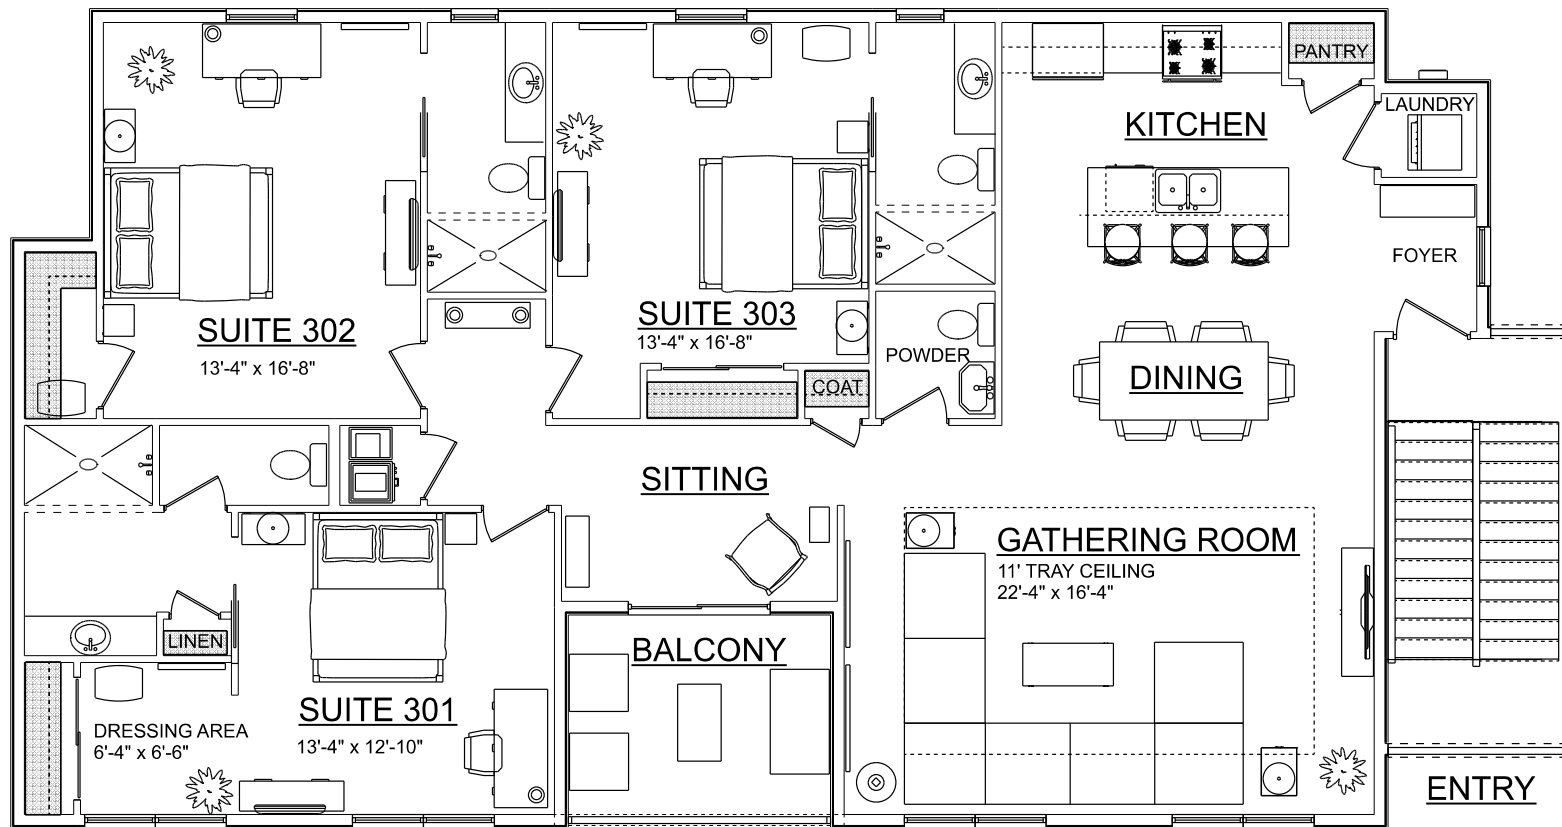 PANTRY
LAUNDRY
KITCHEN
FOYER
SUITE 302
13'-4" x 16'-8"
SUITE 303
13'-4" x 16'-8"
POWDER
COAT
DINING
SITTING
GATHERING ROOM
11' TRAY CEILING
22'-4" x 16'-4"
LINEN
BALCONY
SUITE 301
13'-4" x 12'-10"
DRESSING AREA
6'-4" x 6'-6"
ENTRY